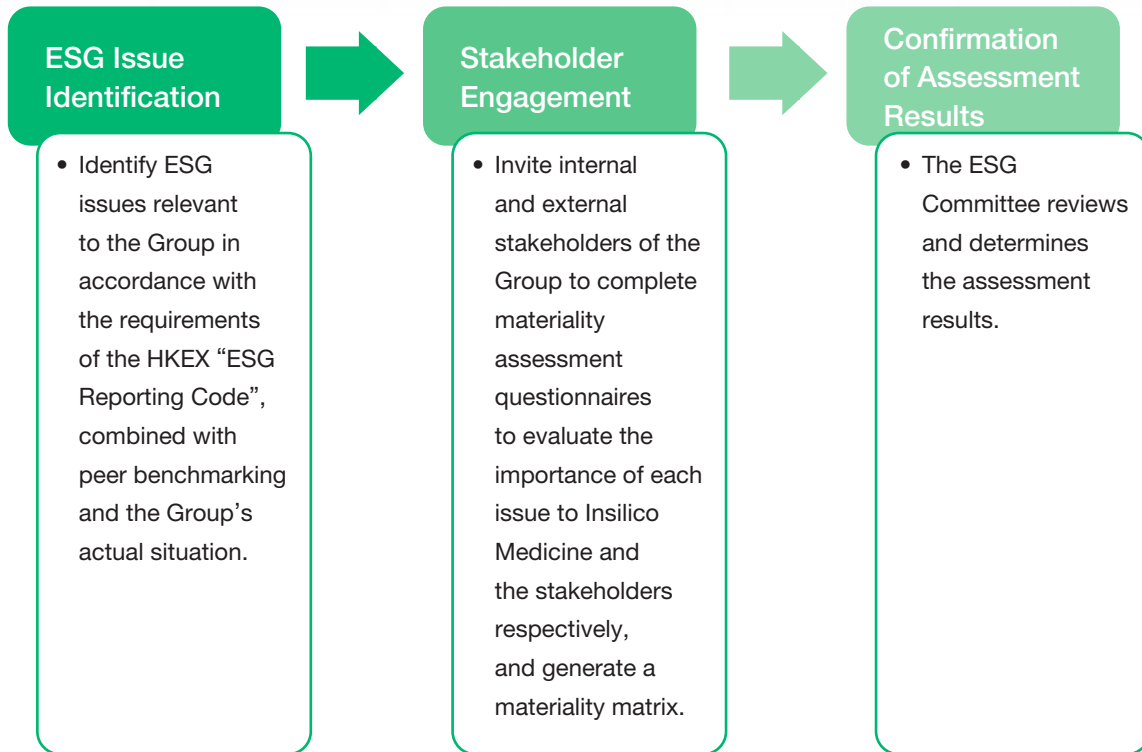 ESG Issue
Identification
• Identify ESG
issues relevant
to the Group in
accordance with
the requirements
of the HKEX “ESG
Reporting Code”,
combined with
peer benchmarking
and the Group’s
actual situation.
Stakeholder
Engagement
• Invite internal
and external
stakeholders of the
Group to complete
materiality
assessment
questionnaires
to evaluate the
importance of each
issue to Insilico
Medicine and
the stakeholders
respectively,
and generate a
materiality matrix.
Confirmation
of Assessment
Results
• The ESG
Committee reviews
and determines
the assessment
results.